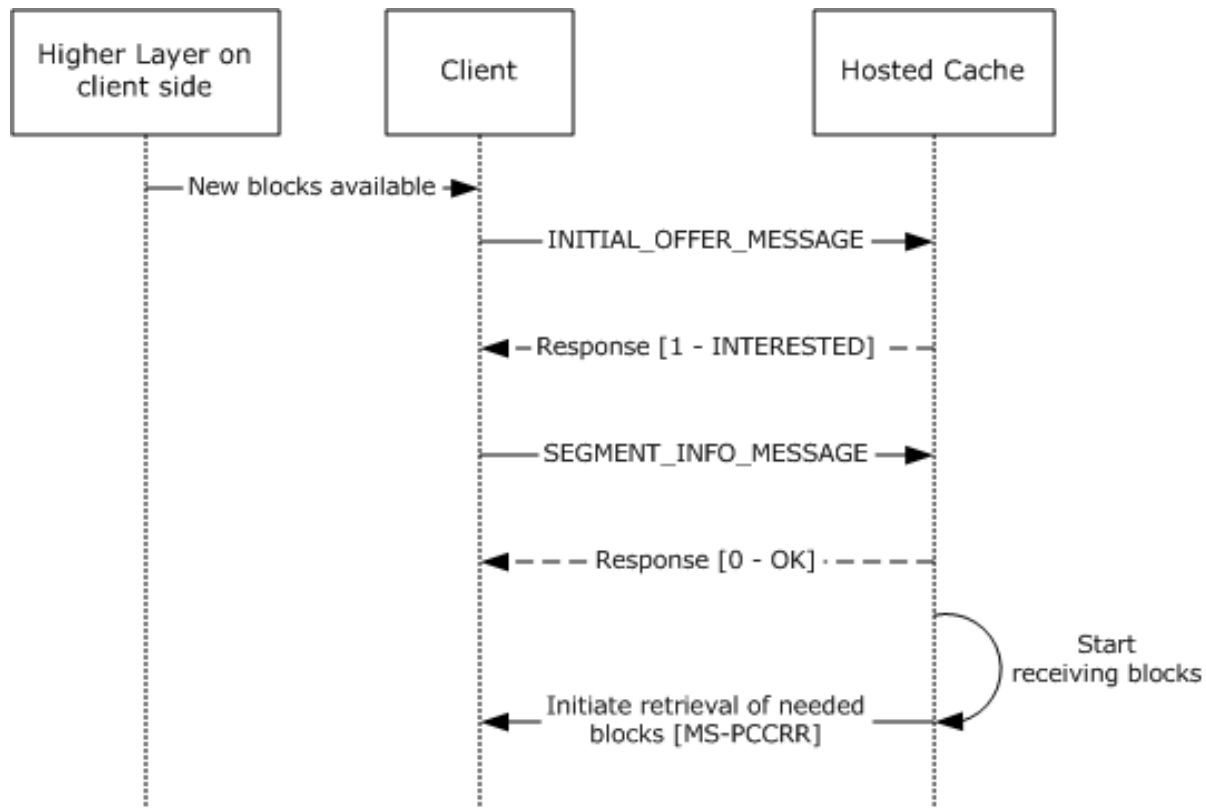 Higher Layer on
client side
Client
Hosted Cache
New blocks available
INITIAL_OFFER_MESSAGE
Response [1 - INTERESTED]
SEGMENT_INFO_MESSAGE
Response [0 - OK]
Start
receiving blocks
Initiate retrieval of needed
blocks [MS-PCCRR]